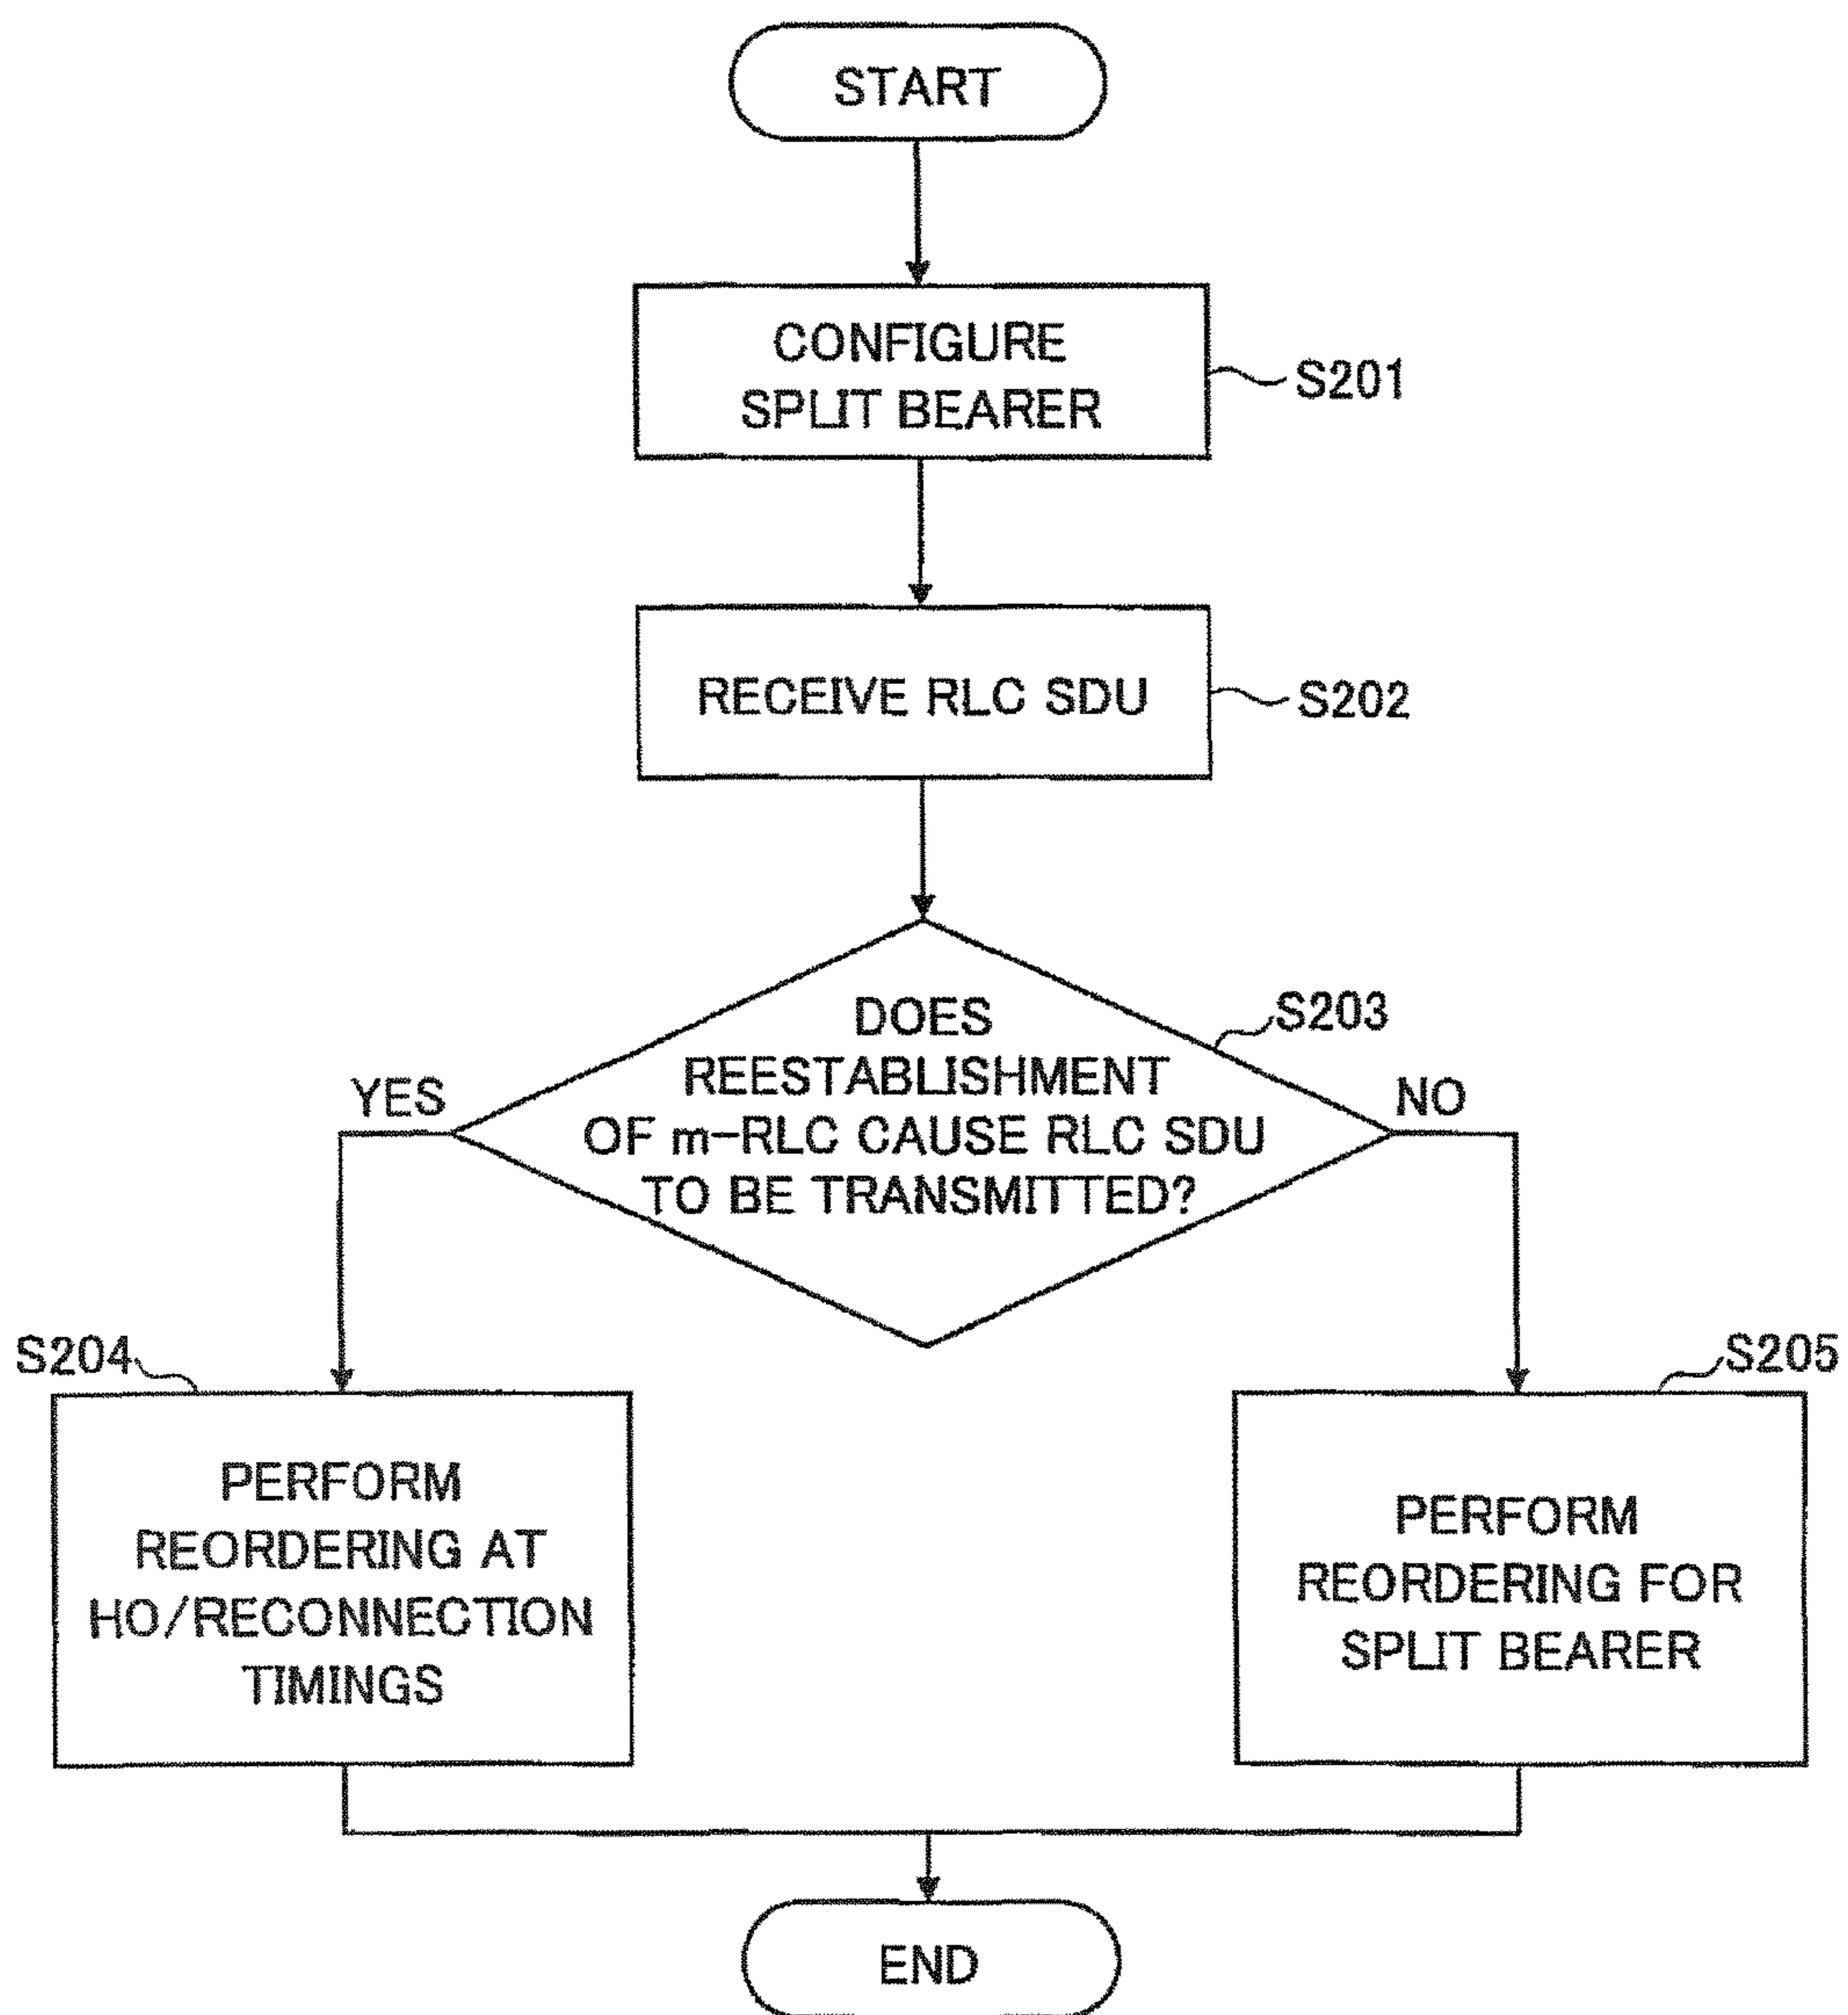 START
CONFIGURE
SPLIT BEARER
S201
RECEIVE RLC SDU
S202
DOES
REESTABLISHMENT
OF m-RLC CAUSE RLC SDU
TO BE TRANSMITTED?
S203
YES
NO
S204
PERFORM
REORDERING AT
HO/RECONNECTION
TIMINGS
S205
PERFORM
REORDERING FOR
SPLIT BEARER
END